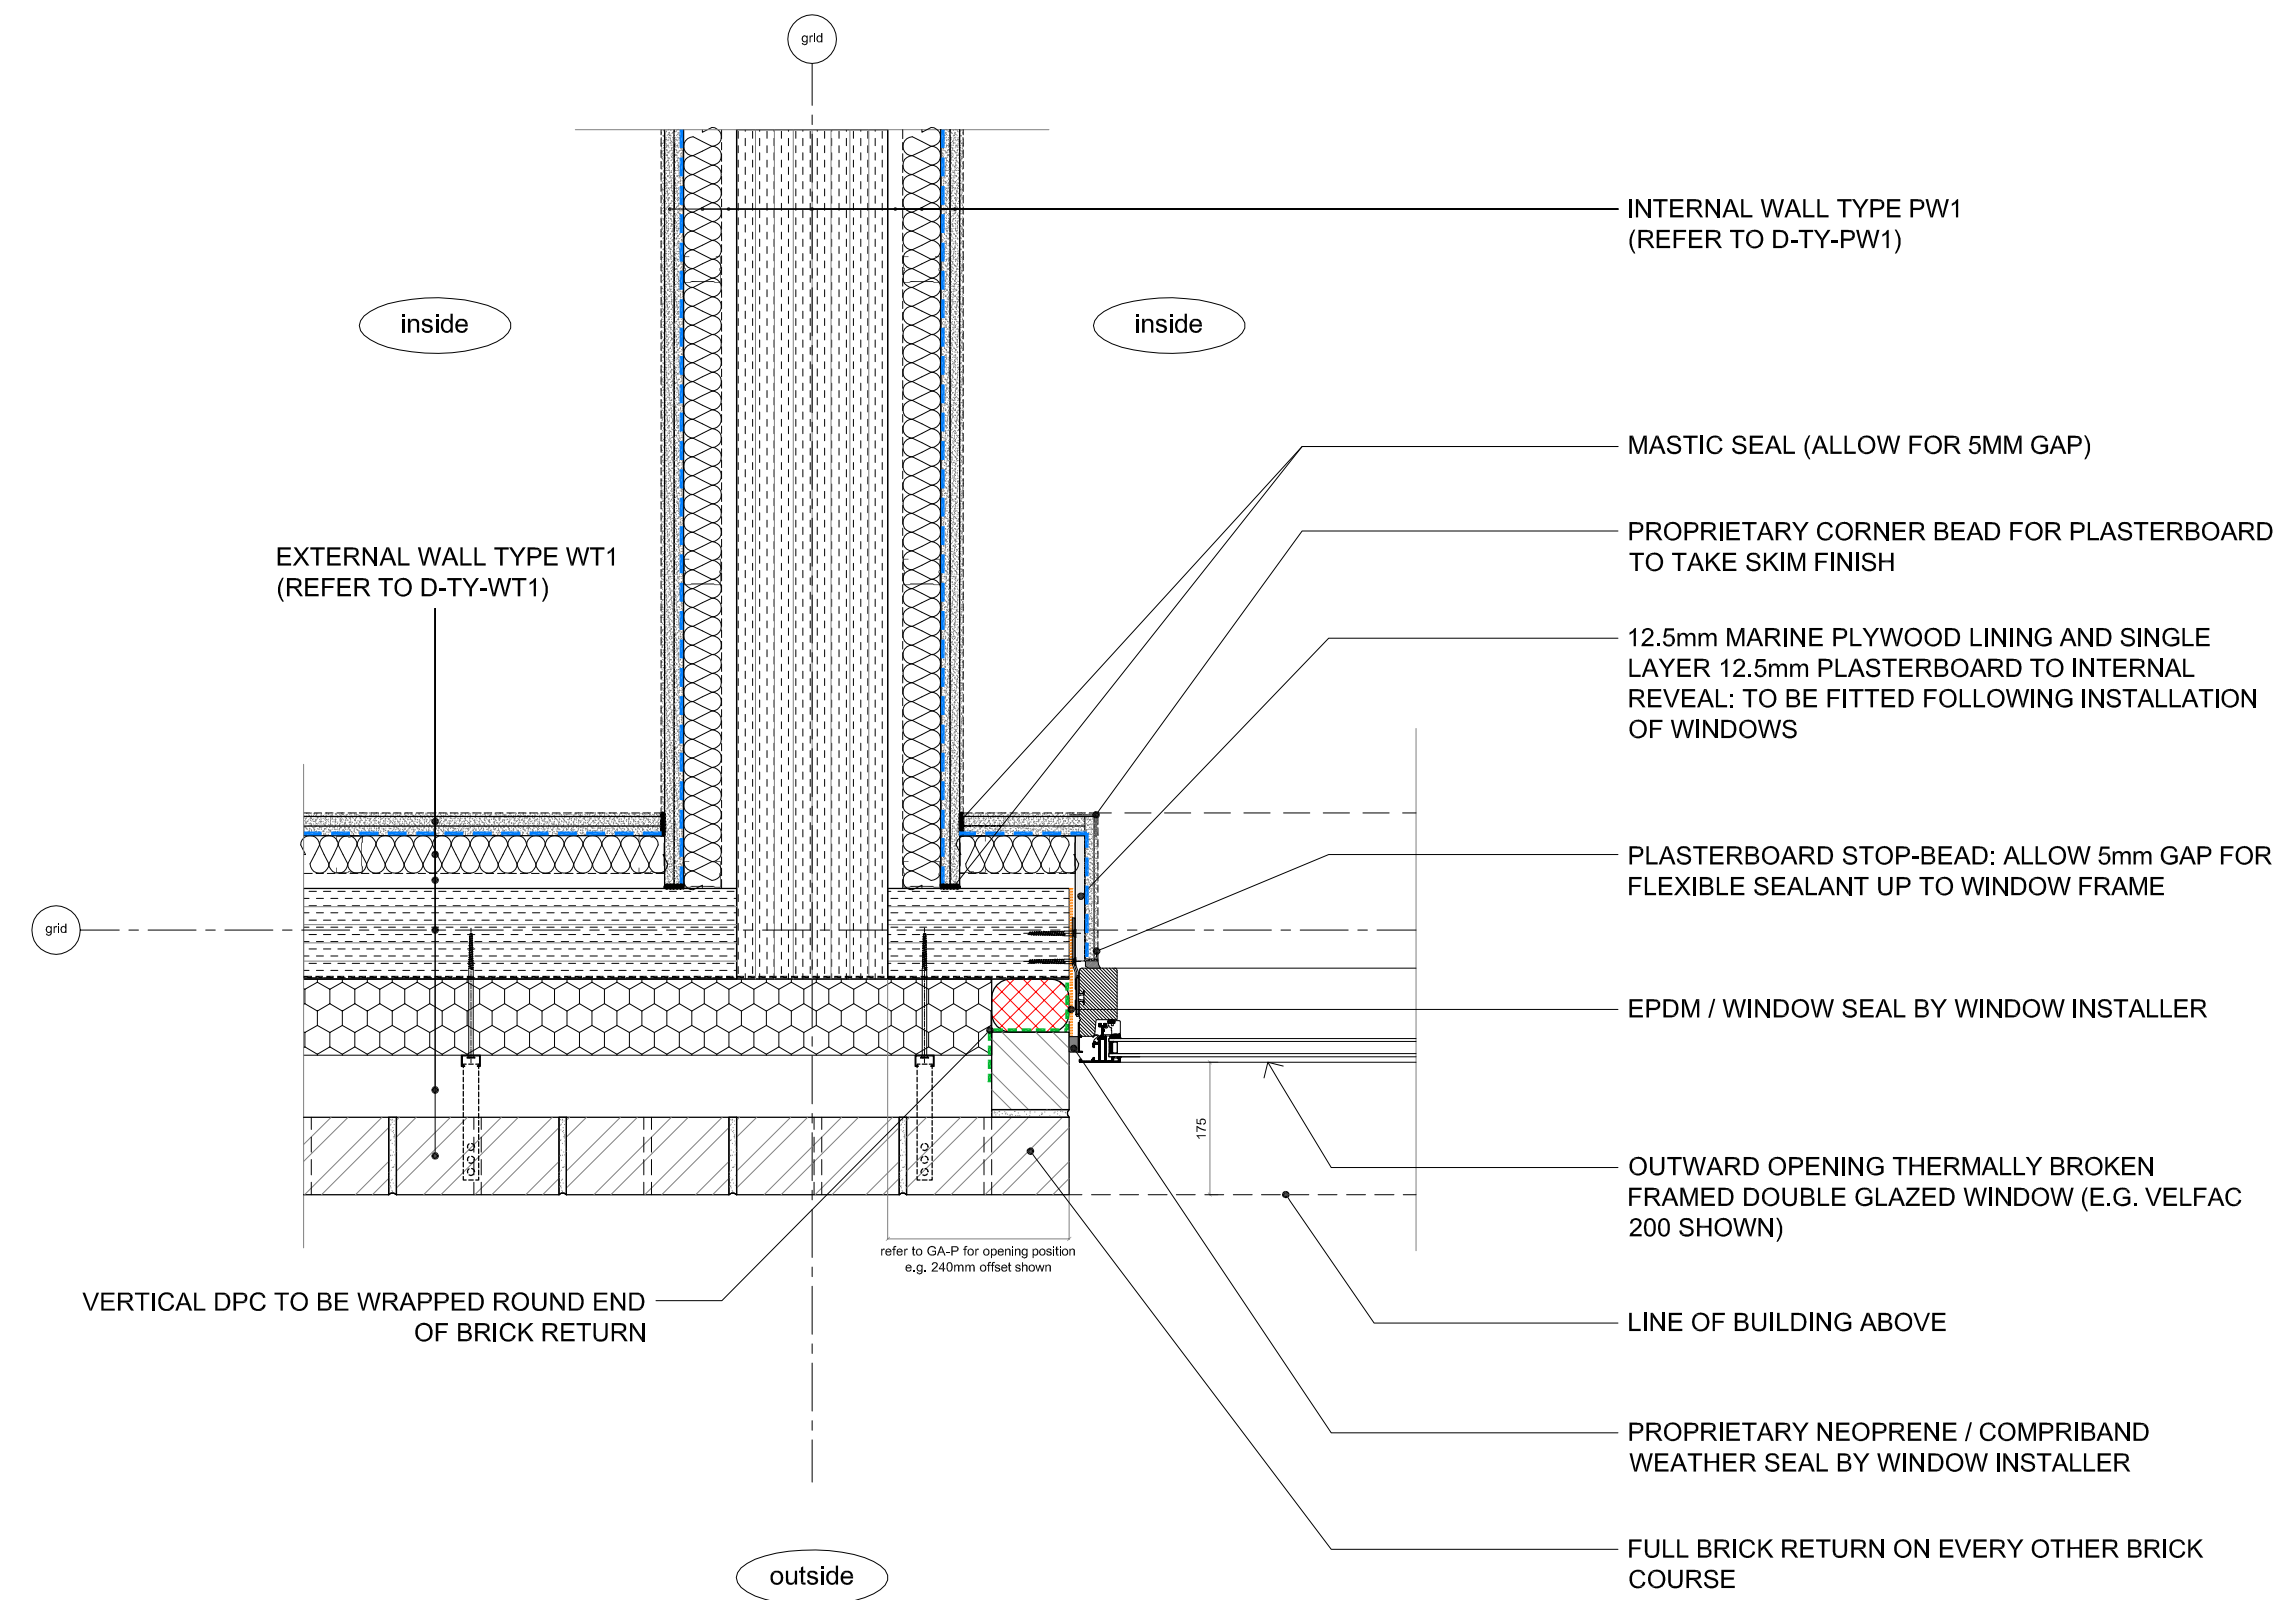 grid
INTERNAL WALL TYPE PW1
(REFER TO D-TY-PW1)
inside
inside
MASTIC SEAL (ALLOW FOR 5MM GAP)
PROPRIETARY CORNER BEAD FOR PLASTERBOARD
TO TAKE SKIM FINISH
EXTERNAL WALL TYPE WT1
(REFER TO D-TY-WT1)
12.5mm MARINE PLYWOOD LINING AND SINGLE
LAYER 12.5mm PLASTERBOARD TO INTERNAL
REVEAL: TO BE FITTED FOLLOWING INSTALLATION
OF WINDOWS
PLASTERBOARD STOP-BEAD: ALLOW 5mm GAP FOR
FLEXIBLE SEALANT UP TO WINDOW FRAME
grid
EPDM / WINDOW SEAL BY WINDOW INSTALLER
175
OUTWARD OPENING THERMALLY BROKEN
FRAMED DOUBLE GLAZED WINDOW (E.G. VELFAC
200 SHOWN)
refer to GA-P for opening position
e.g. 240mm offset shown
VERTICAL DPC TO BE WRAPPED ROUND END
OF BRICK RETURN
LINE OF BUILDING ABOVE
PROPRIETARY NEOPRENE / COMPRIBAND
WEATHER SEAL BY WINDOW INSTALLER
FULL BRICK RETURN ON EVERY OTHER BRICK
COURSE
outside